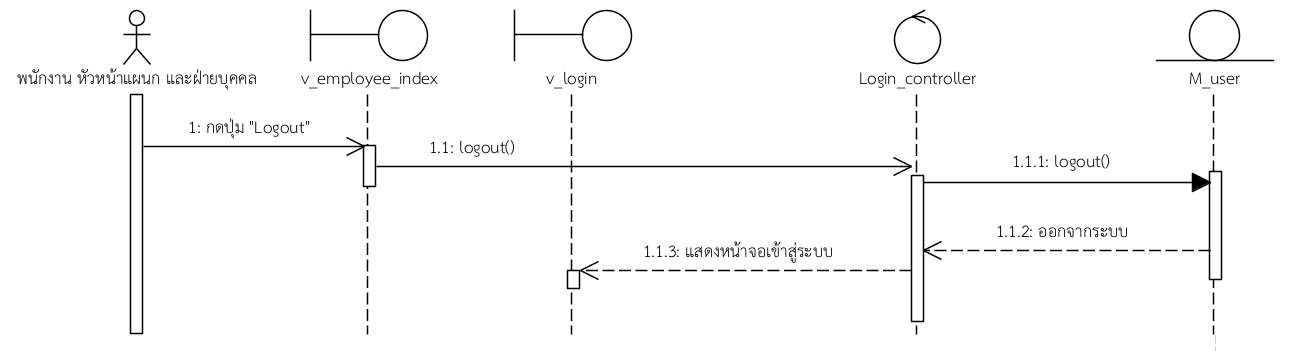 พนักงาน หัวหน้าแผนก และฝ่ายบุคคล
v_employee_index
v_login
Login_controller
M_user
1: กดปุ่ม "Logout"
1.1: logout()
1.1.1: logout()
1.1.2: ออกจากระบบ
1.1.3: แสดงหน้าจอเข้าสู่ระบบ